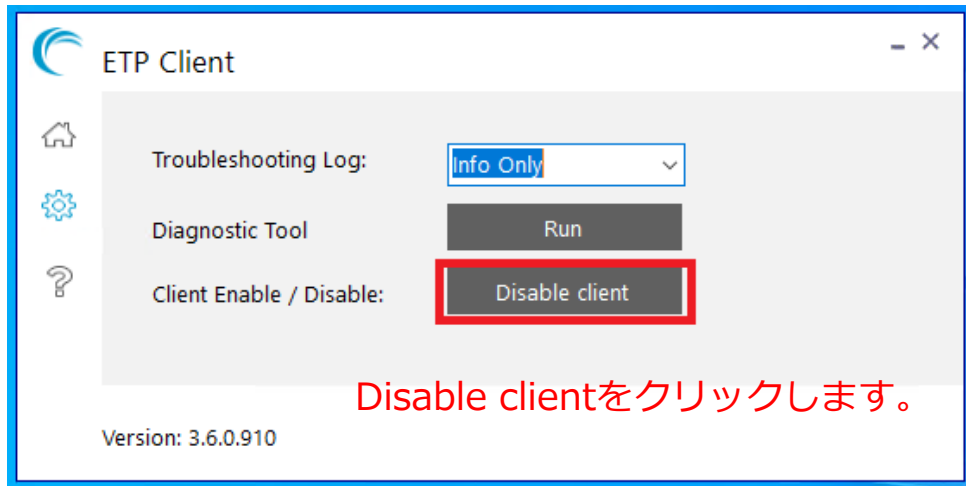 ETP Client
Troubleshooting Log:
Info Only
Diagnostic Tool
Run
Client Enable / Disable:
Disable client
Disable clientをクリックします。
Version: 3.6.0.910